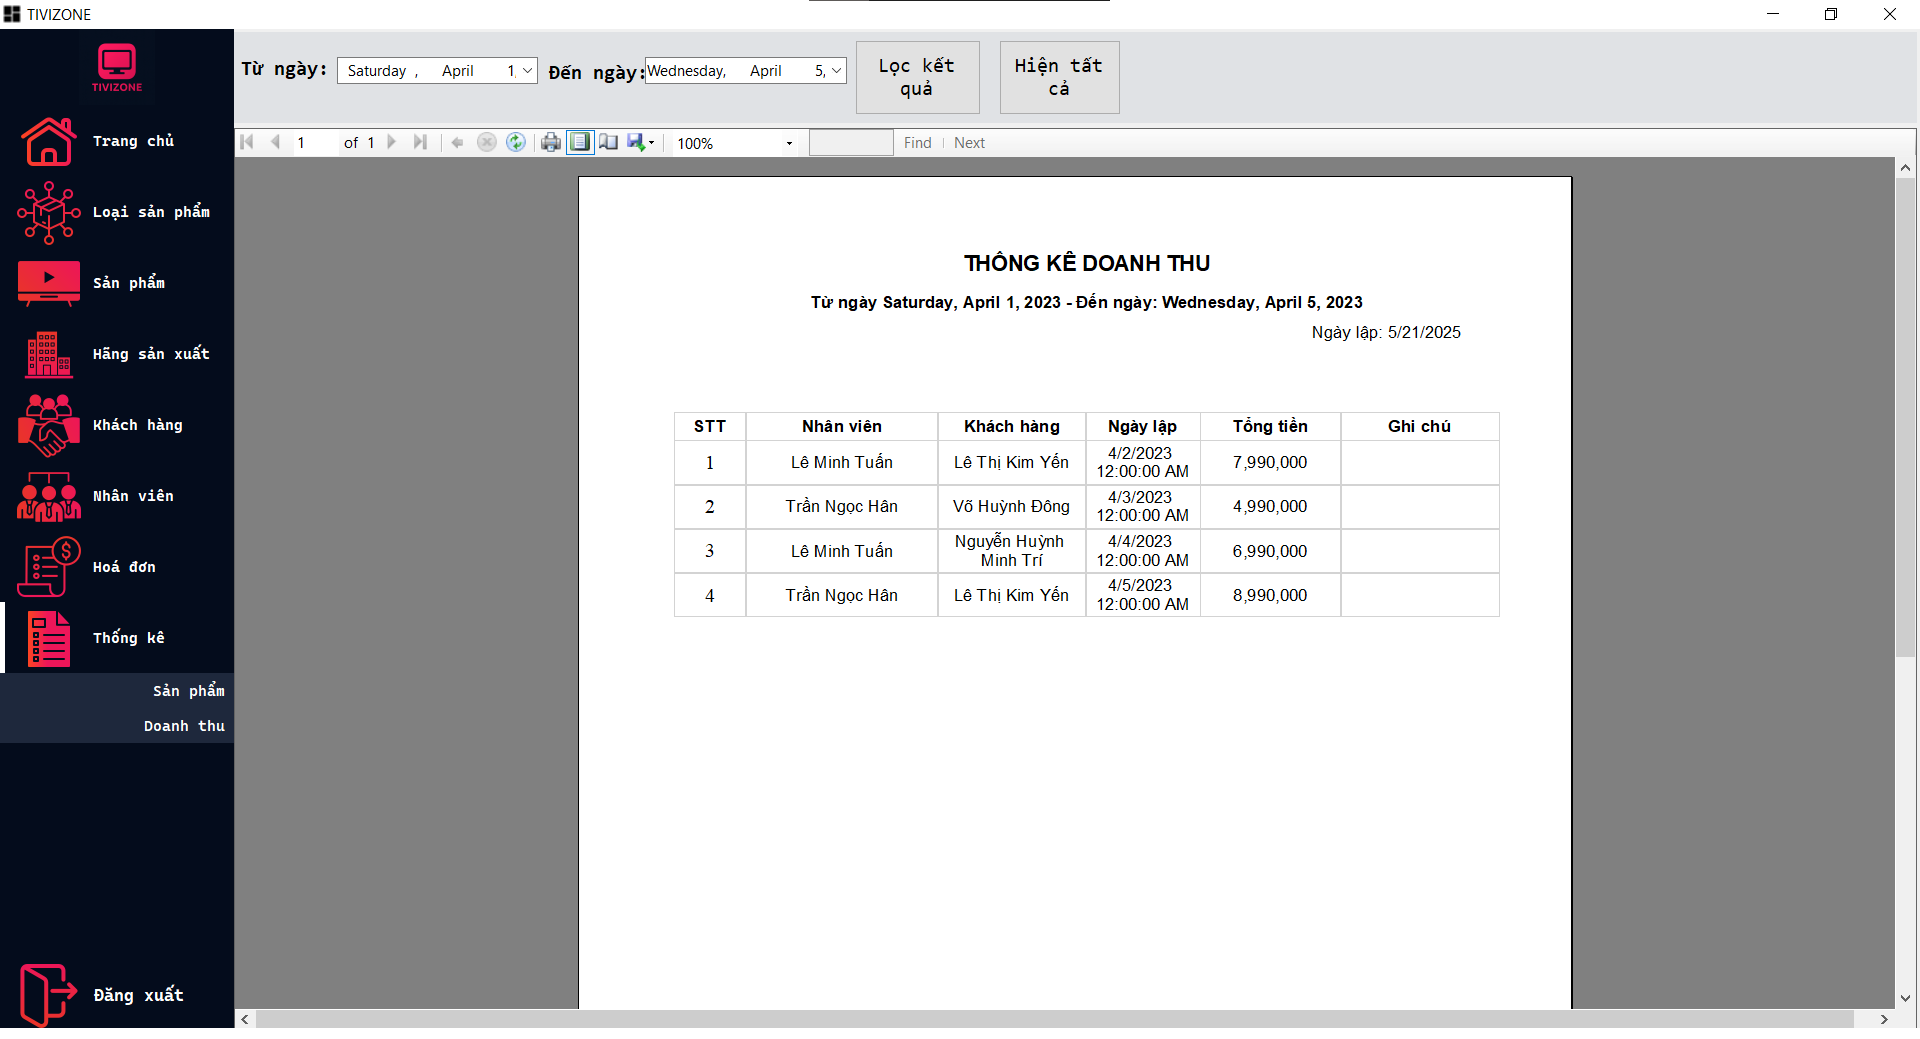 TIVIZONE
TIVIZONE
Trang chủ
Loại sản phẩm
Sản phẩm
Hãng sản xuất
Khách hàng
Nhân viên
Hoá đơn
Thống kê
Sản phẩm
Doanh thu
Đăng xuất
Từ ngày: Saturday , April 1, Đến ngày: Wednesday, April 5,
Lọc kết
quả
Hiện tất
cả
1 of 1 100% Find Next
THỐNG KÊ DOANH THU
Từ ngày Saturday, April 1, 2023 - Đến ngày: Wednesday, April 5, 2023
Ngày lập: 5/21/2025
STT Nhân viên Khách hàng Ngày lập Tổng tiền Ghi chú
1 Lê Minh Tuấn Lê Thị Kim Yến 4/2/2023 12:00:00 AM 7,990,000
2 Trần Ngọc Hân Võ Huỳnh Đông 4/3/2023 12:00:00 AM 4,990,000
3 Lê Minh Tuấn Nguyễn Huỳnh Minh Trí 4/4/2023 12:00:00 AM 6,990,000
4 Trần Ngọc Hân Lê Thị Kim Yến 4/5/2023 12:00:00 AM 8,990,000